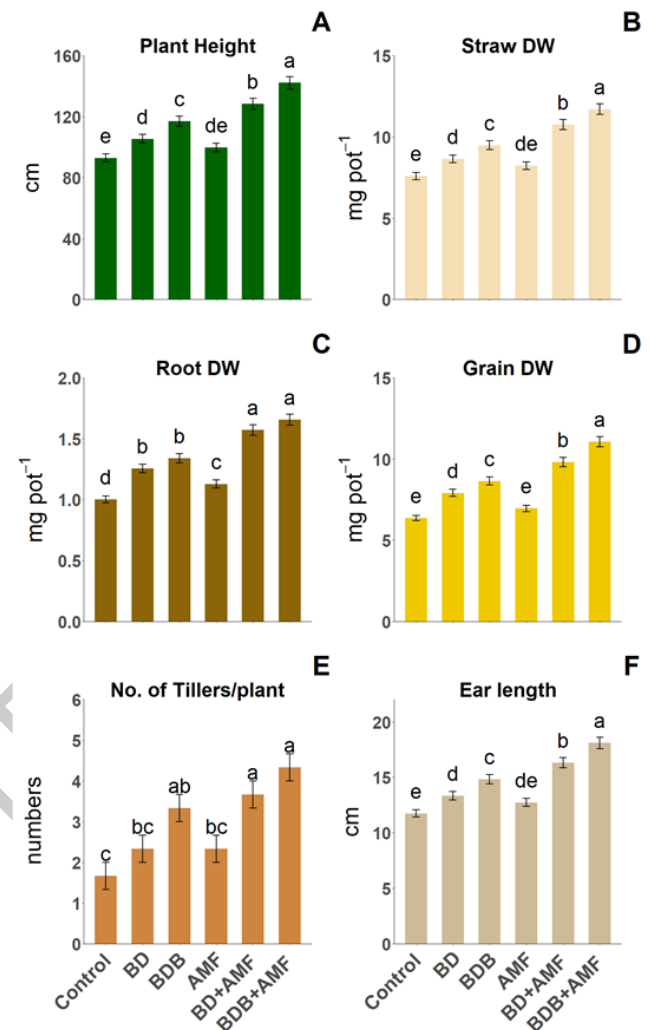 A
Plant Height
160
120
80
40
0
cm
e
d
c
de
b
a
B
Straw DW
15
10
5
0
mg pot⁻¹
e
d
c
de
b
a
C
Root DW
2.0
1.5
1.0
0.5
0.0
mg pot⁻¹
d
b
b
c
a
a
D
Grain DW
15
10
5
0
mg pot⁻¹
e
d
c
e
b
a
E
No. of Tillers/plant
6
5
4
3
2
1
0
numbers
c
bc
ab
bc
a
a
Control
BD
BDB
AMF
BD+AMF
BDB+AMF
F
Ear length
20
15
10
5
0
cm
e
d
c
de
b
a
Control
BD
BDB
AMF
BD+AMF
BDB+AMF